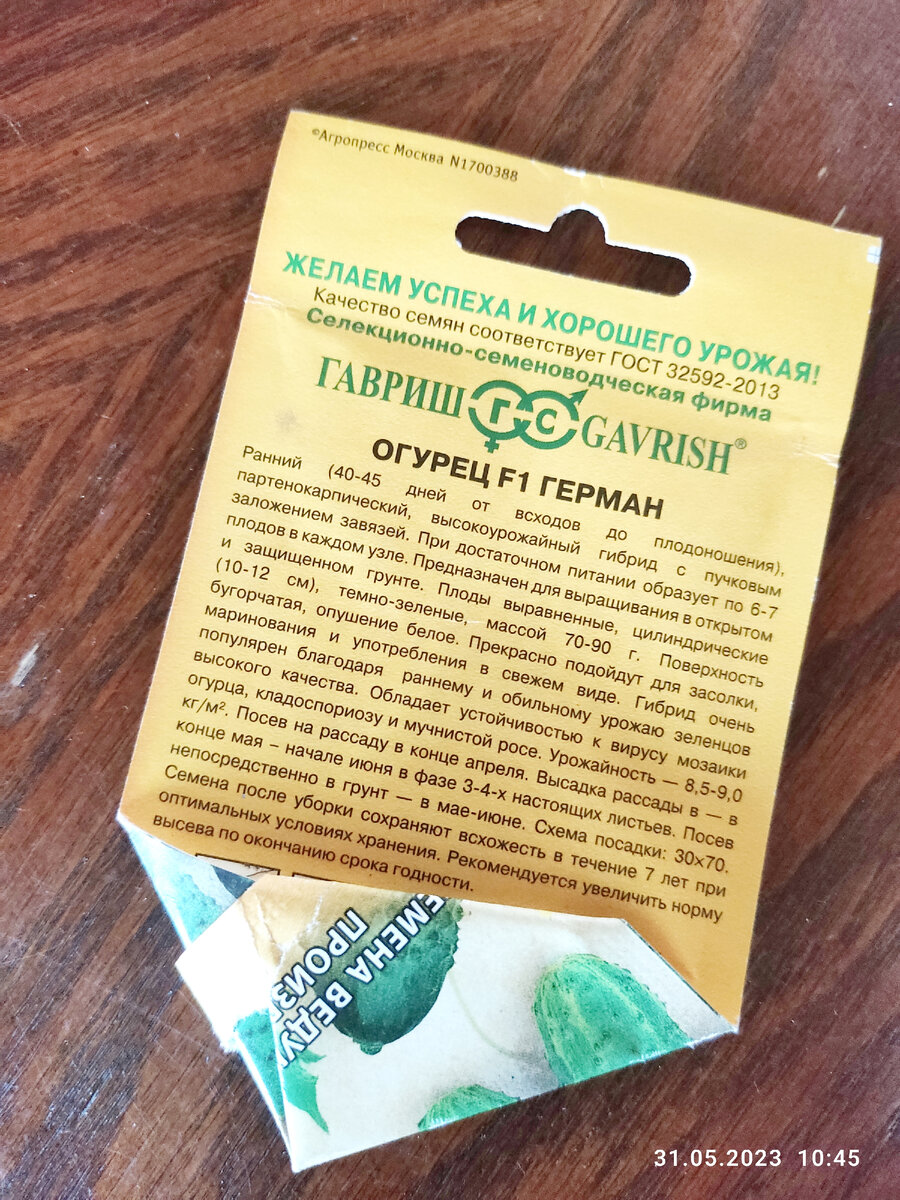 ©Агропресс Москва N1700388
ЖЕЛАЕМ УСПЕХА И ХОРОШЕГО УРОЖАЯ!
Качество семян соответствует ГОСТ 32592-2013
Селекционно-семеноводческая фирма
ГАВРИШ ГС GAVRISH®
ОГУРЕЦ F1 ГЕРМАН
Ранний (40-45 дней от всходов до плодоношения),
партенокарпический, высокоурожайный гибрид с пучковым
заложением завязей. При достаточном питании образует по 6-7
плодов в каждом узле. Предназначен для выращивания в открытом
и защищенном грунте. Плоды выравненные, цилиндрические
(10-12 см), темно-зеленые, массой 70-90 г. Поверхность
бугорчатая, опушение белое. Прекрасно подойдут для засолки,
маринования и употребления в свежем виде. Гибрид очень
популярен благодаря раннему и обильному урожаю зеленцов
высокого качества. Обладает устойчивостью к вирусу мозаики
огурца, кладоспориозу и мучнистой росе. Урожайность — 8,5-9,0
кг/м². Посев на рассаду в конце апреля. Высадка рассады в — в
конце мая – начале июня в фазе 3-4-х настоящих листьев. Посев
непосредственно в грунт — в мае-июне. Схема посадки: 30×70.
Семена после уборки сохраняют всхожесть в течение 7 лет при
оптимальных условиях хранения. Рекомендуется увеличить норму
высева по окончанию срока годности.
ЕМЕНА ВЕДУ
ПРОИЗ
31.05.2023 10:45